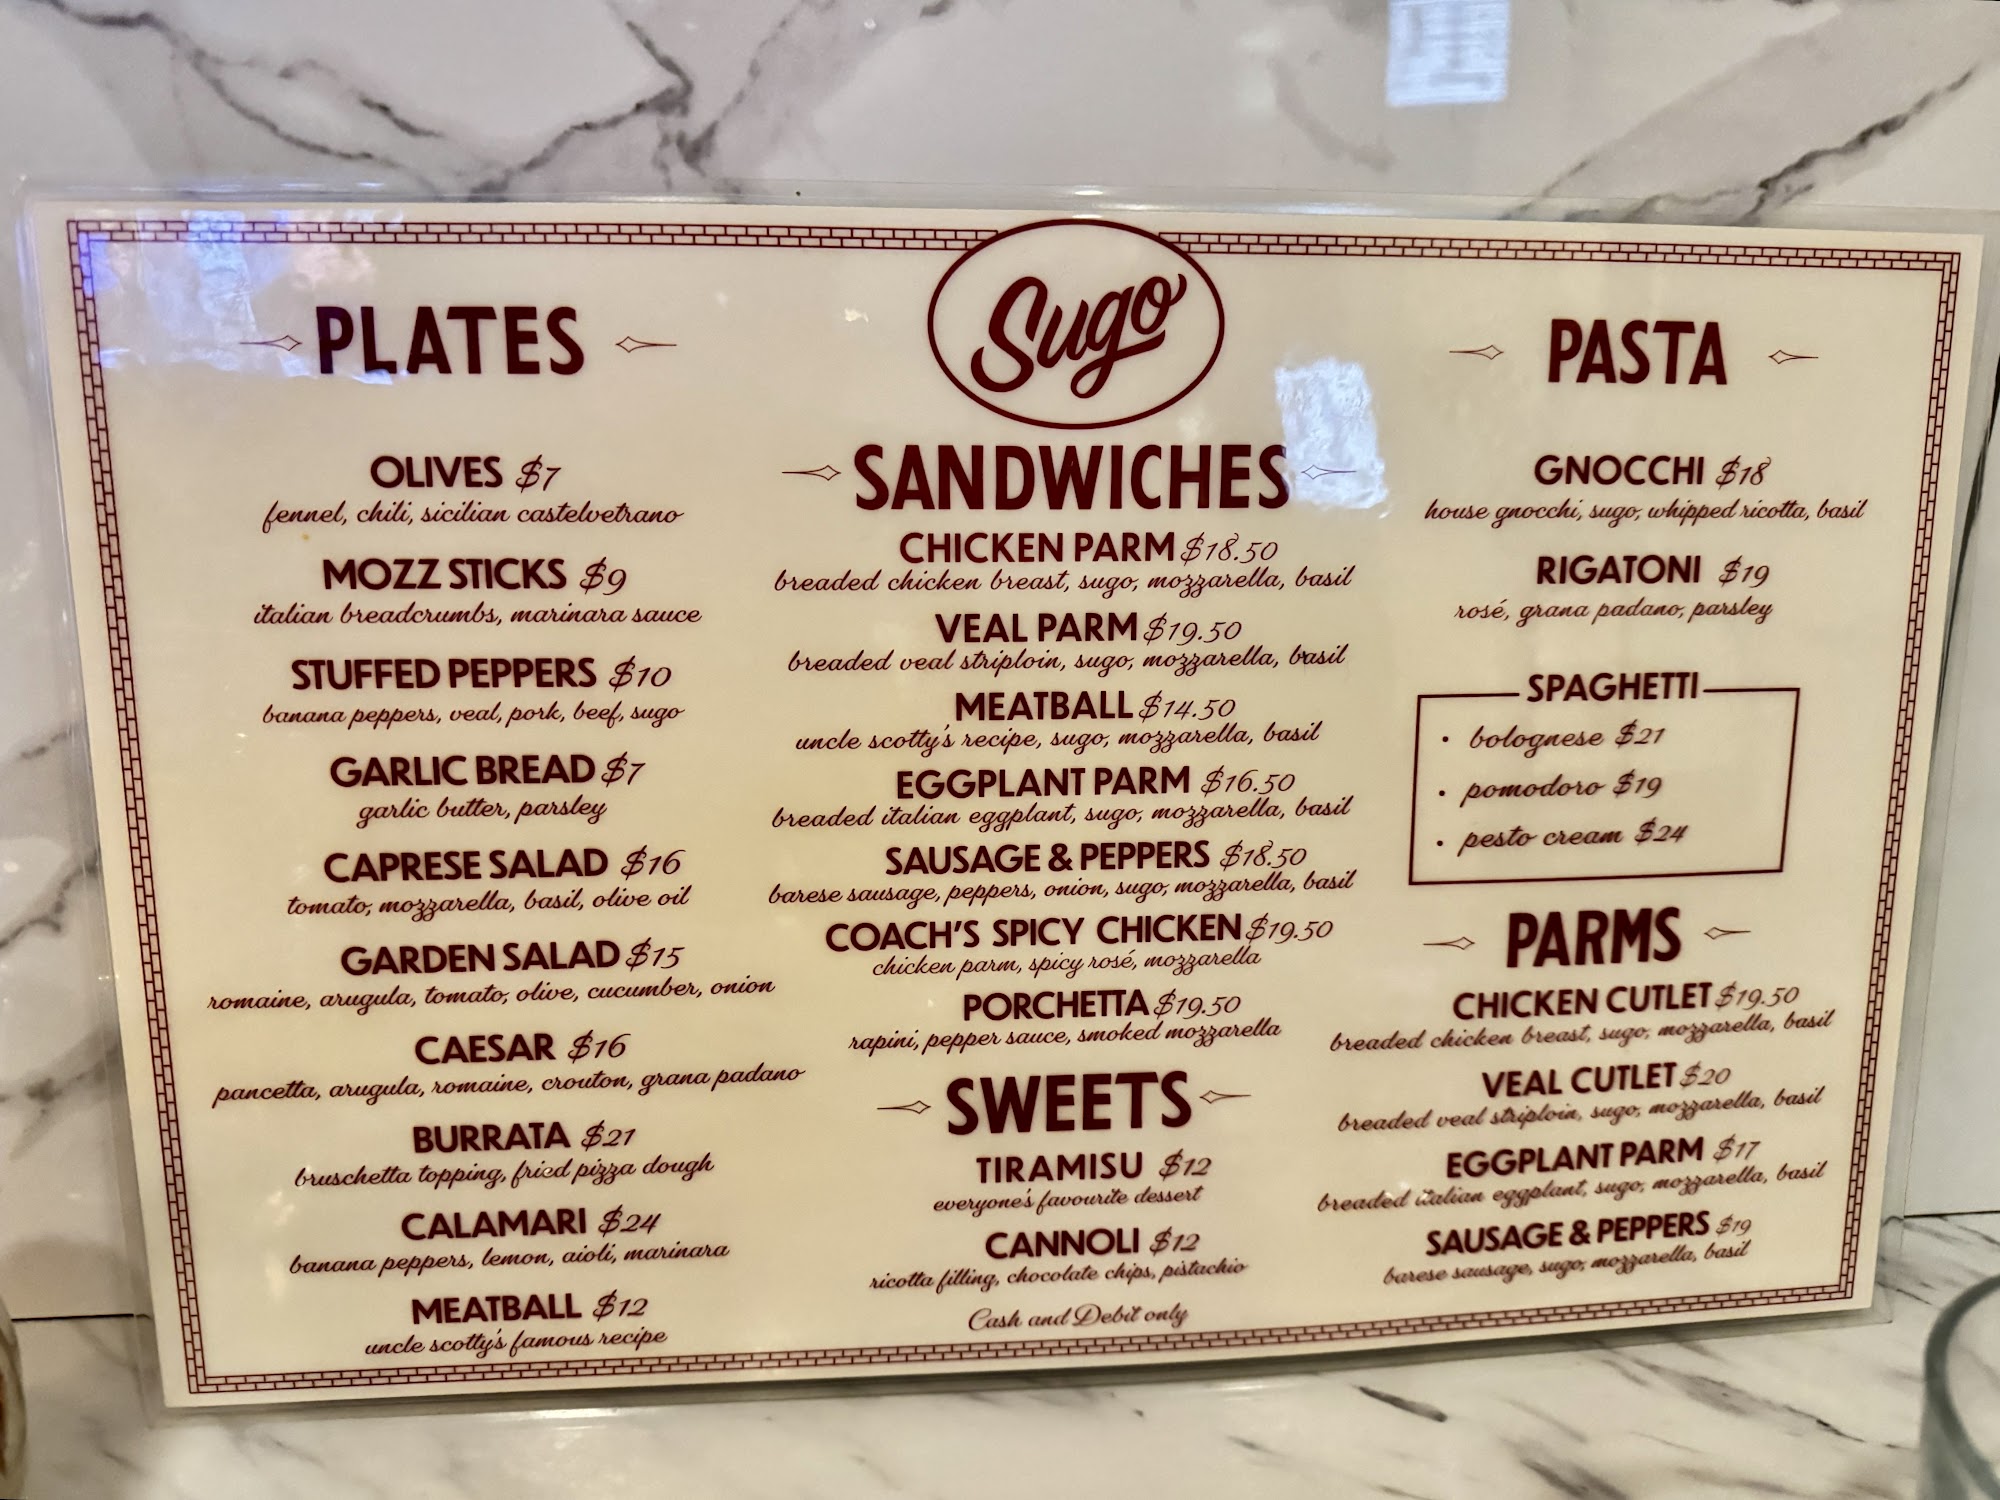 Sugo
PLATES
OLIVES $7
fennel, chili, sicilian castelvetrano
MOZZ STICKS $9
italian breadcrumbs, marinara sauce
STUFFED PEPPERS $10
banana peppers, veal, pork, beef, sugo
GARLIC BREAD $7
garlic butter, parsley
CAPRESE SALAD $16
tomato, mozzarella, basil, olive oil
GARDEN SALAD $15
romaine, arugula, tomato, olive, cucumber, onion
CAESAR $16
pancetta, arugula, romaine, crouton, grana padano
BURRATA $21
bruschetta topping, fried pizza dough
CALAMARI $24
banana peppers, lemon, aioli, marinara
MEATBALL $12
uncle scotty's famous recipe
SANDWICHES
CHICKEN PARM $18.50
breaded chicken breast, sugo, mozzarella, basil
VEAL PARM $19.50
breaded veal striploin, sugo, mozzarella, basil
MEATBALL $14.50
uncle scotty's recipe, sugo, mozzarella, basil
EGGPLANT PARM $16.50
breaded italian eggplant, sugo, mozzarella, basil
SAUSAGE & PEPPERS $18.50
barese sausage, peppers, onion, sugo, mozzarella, basil
COACH'S SPICY CHICKEN $19.50
chicken parm, spicy rosé, mozzarella
PORCHETTA $19.50
rapini, pepper sauce, smoked mozzarella
SWEETS
TIRAMISU $12
everyone's favourite dessert
CANNOLI $12
ricotta filling, chocolate chips, pistachio
Cash and Debit only
PASTA
GNOCCHI $18
house gnocchi, sugo, whipped ricotta, basil
RIGATONI $19
rosé, grana padano, parsley
SPAGHETTI
• bolognese $21
• pomodoro $19
• pesto cream $24
PARMS
CHICKEN CUTLET $19.50
breaded chicken breast, sugo, mozzarella, basil
VEAL CUTLET $20
breaded veal striploin, sugo, mozzarella, basil
EGGPLANT PARM $17
breaded italian eggplant, sugo, mozzarella, basil
SAUSAGE & PEPPERS $19
barese sausage, sugo, mozzarella, basil